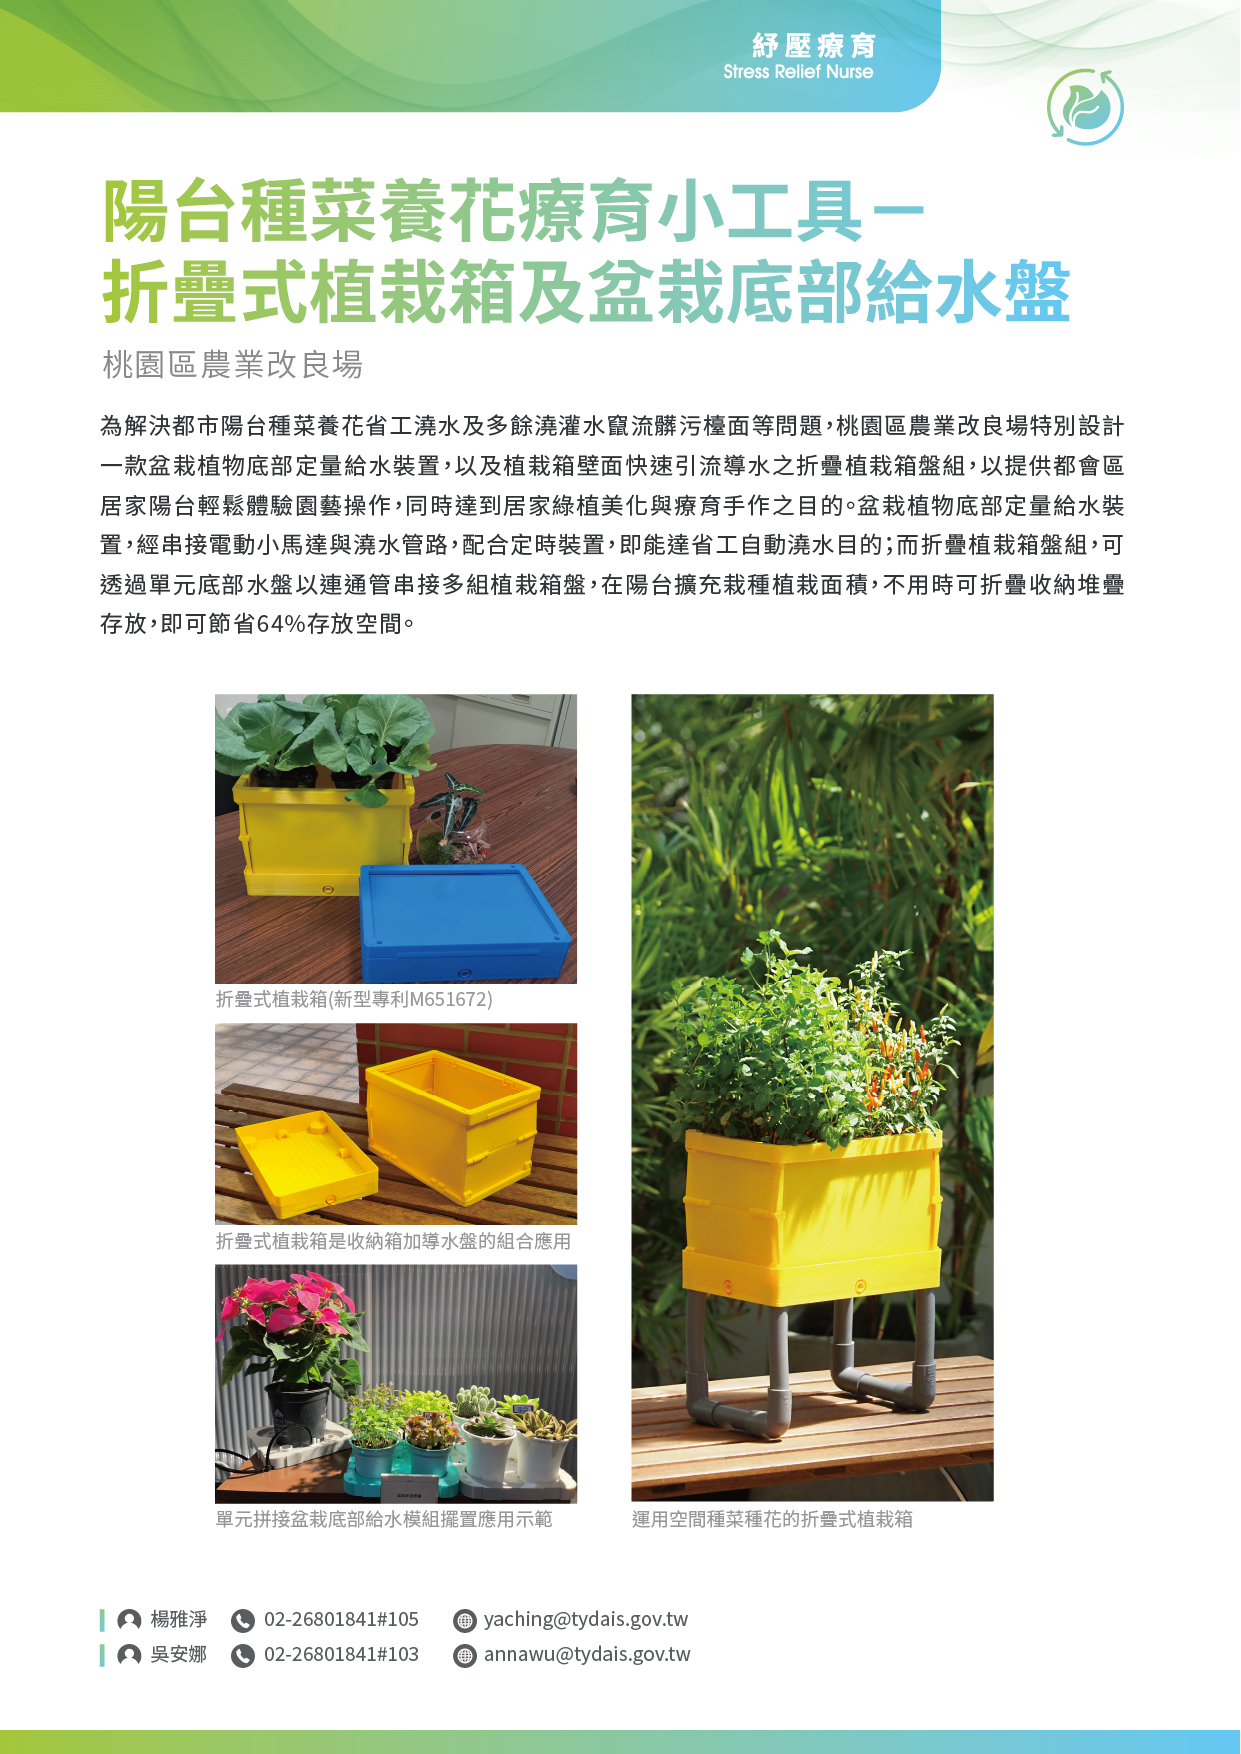 紓壓療育
Stress Relief Nurse
陽台種菜養花療育小工具－
折疊式植栽箱及盆栽底部給水盤
桃園區農業改良場
為解決都市陽台種菜養花省工澆水及多餘澆灌水竄流髒污檯面等問題，桃園區農業改良場特別設計
一款盆栽植物底部定量給水裝置，以及植栽箱壁面快速引流導水之折疊植栽箱盤組，以提供都會區
居家陽台輕鬆體驗園藝操作，同時達到居家綠植美化與療育手作之目的。盆栽植物底部定量給水裝
置，經串接電動小馬達與澆水管路，配合定時裝置，即能達省工自動澆水目的；而折疊植栽箱盤組，可
透過單元底部水盤以連通管串接多組植栽箱盤，在陽台擴充栽種植栽面積，不用時可折疊收納堆疊
存放，即可節省64%存放空間。
折疊式植栽箱(新型專利M651672)
折疊式植栽箱是收納箱加導水盤的組合應用
單元拼接盆栽底部給水模組擺置應用示範
運用空間種菜種花的折疊式植栽箱
楊雅淨 02-26801841#105 yaching@tydais.gov.tw
吳安娜 02-26801841#103 annawu@tydais.gov.tw